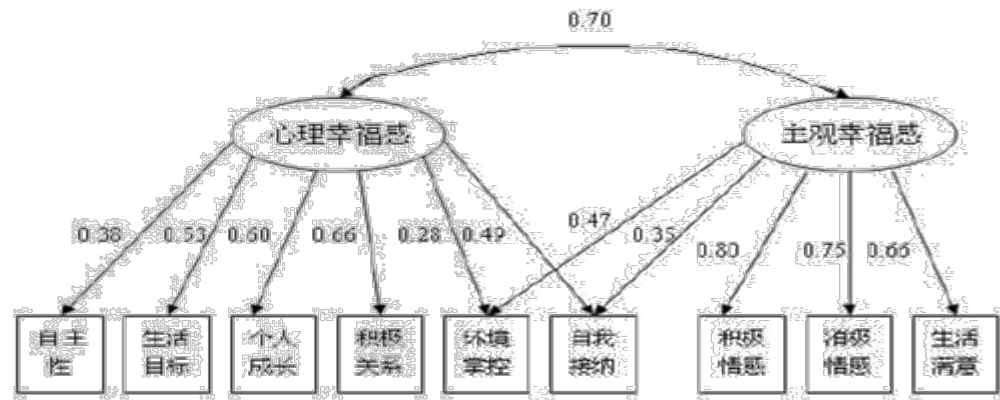 0.70
心理幸福感
主观幸福感
0.38
0.53
0.60
0.66
0.28
0.49
0.47
0.35
0.80
0.75
0.66
自主
性
生活
目标
个人
成长
积极
关系
环境
掌控
自我
接纳
积极
情感
消极
情感
生活
满意